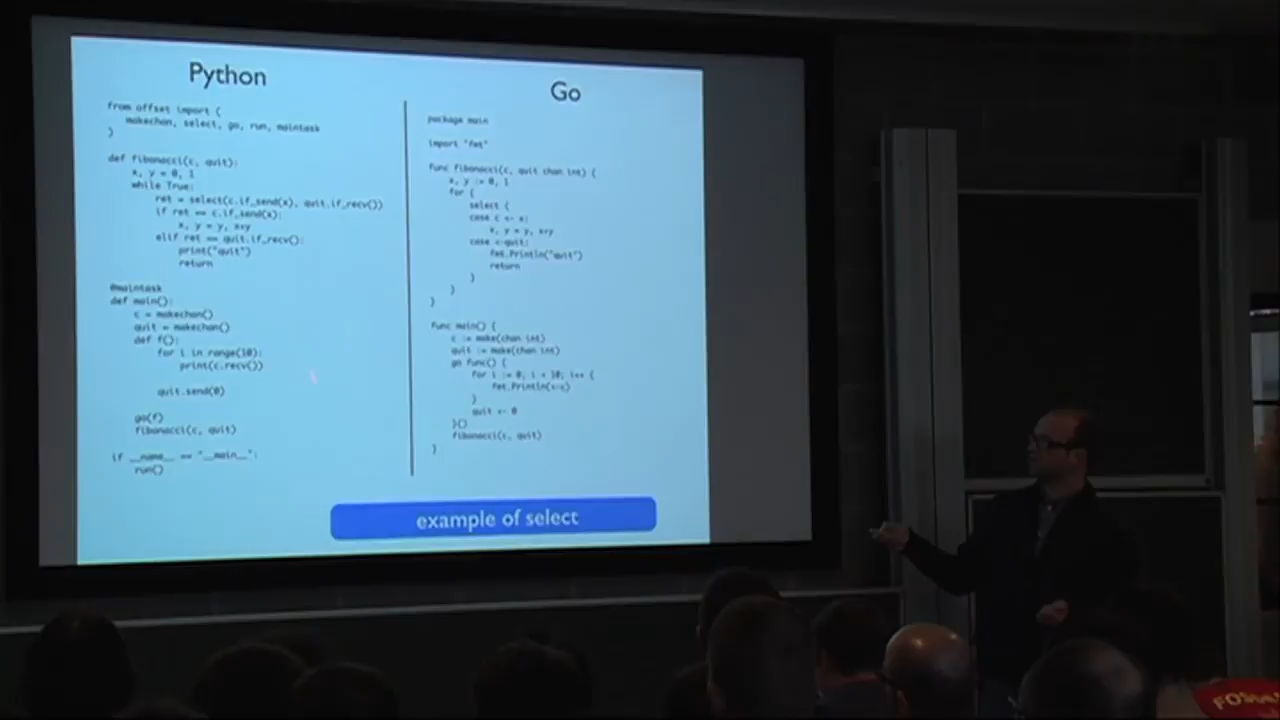 Python
from offset import (
makechan, select, go, run, maintask
)
def fibonacci(c, quit):
x, y = 0, 1
while True:
ret = select(c.if_send(x), quit.if_recv())
if ret == c.if_send(x):
x, y = y, x+y
elif ret == quit.if_recv():
print("quit")
return
@maintask
def main():
c = makechan()
quit = makechan()
def f():
for i in range(10):
print(c.recv())
quit.send(0)
go(f)
fibonacci(c, quit)
if __name__ == "__main__":
run()
Go
package main
import "fmt"
func fibonacci(c, quit chan int) {
x, y := 0, 1
for {
select {
case c <- x:
x, y = y, x+y
case <-quit:
fmt.Println("quit")
return
}
}
}
func main() {
c := make(chan int)
quit := make(chan int)
go func() {
for i := 0; i < 10; i++ {
fmt.Println(<-c)
}
quit <- 0
}()
fibonacci(c, quit)
}
example of select